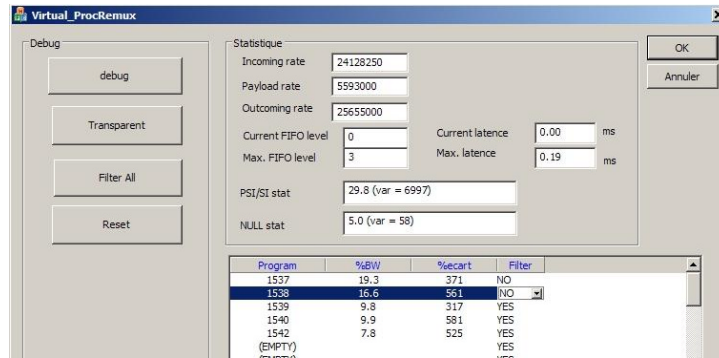 Virtual_ProcRemux
Debug
debug
Transparent
Filter All
Reset
Statistique
Incoming rate 24128250
Payload rate 5593000
Outcoming rate 25655000
Current FIFO level 0 Current latence 0.00 ms
Max. FIFO level 3 Max. latence 0.19 ms
PSI/SI stat 29.8 (var = 6997)
NULL stat 5.0 (var = 58)
OK
Annuler
Program %BW %ecart Filter
1537 19.3 371 NO
1538 16.6 561 NO
1539 9.8 317 YES
1540 9.9 581 YES
1542 7.8 525 YES
(EMPTY) YES
(EMPTY) YES